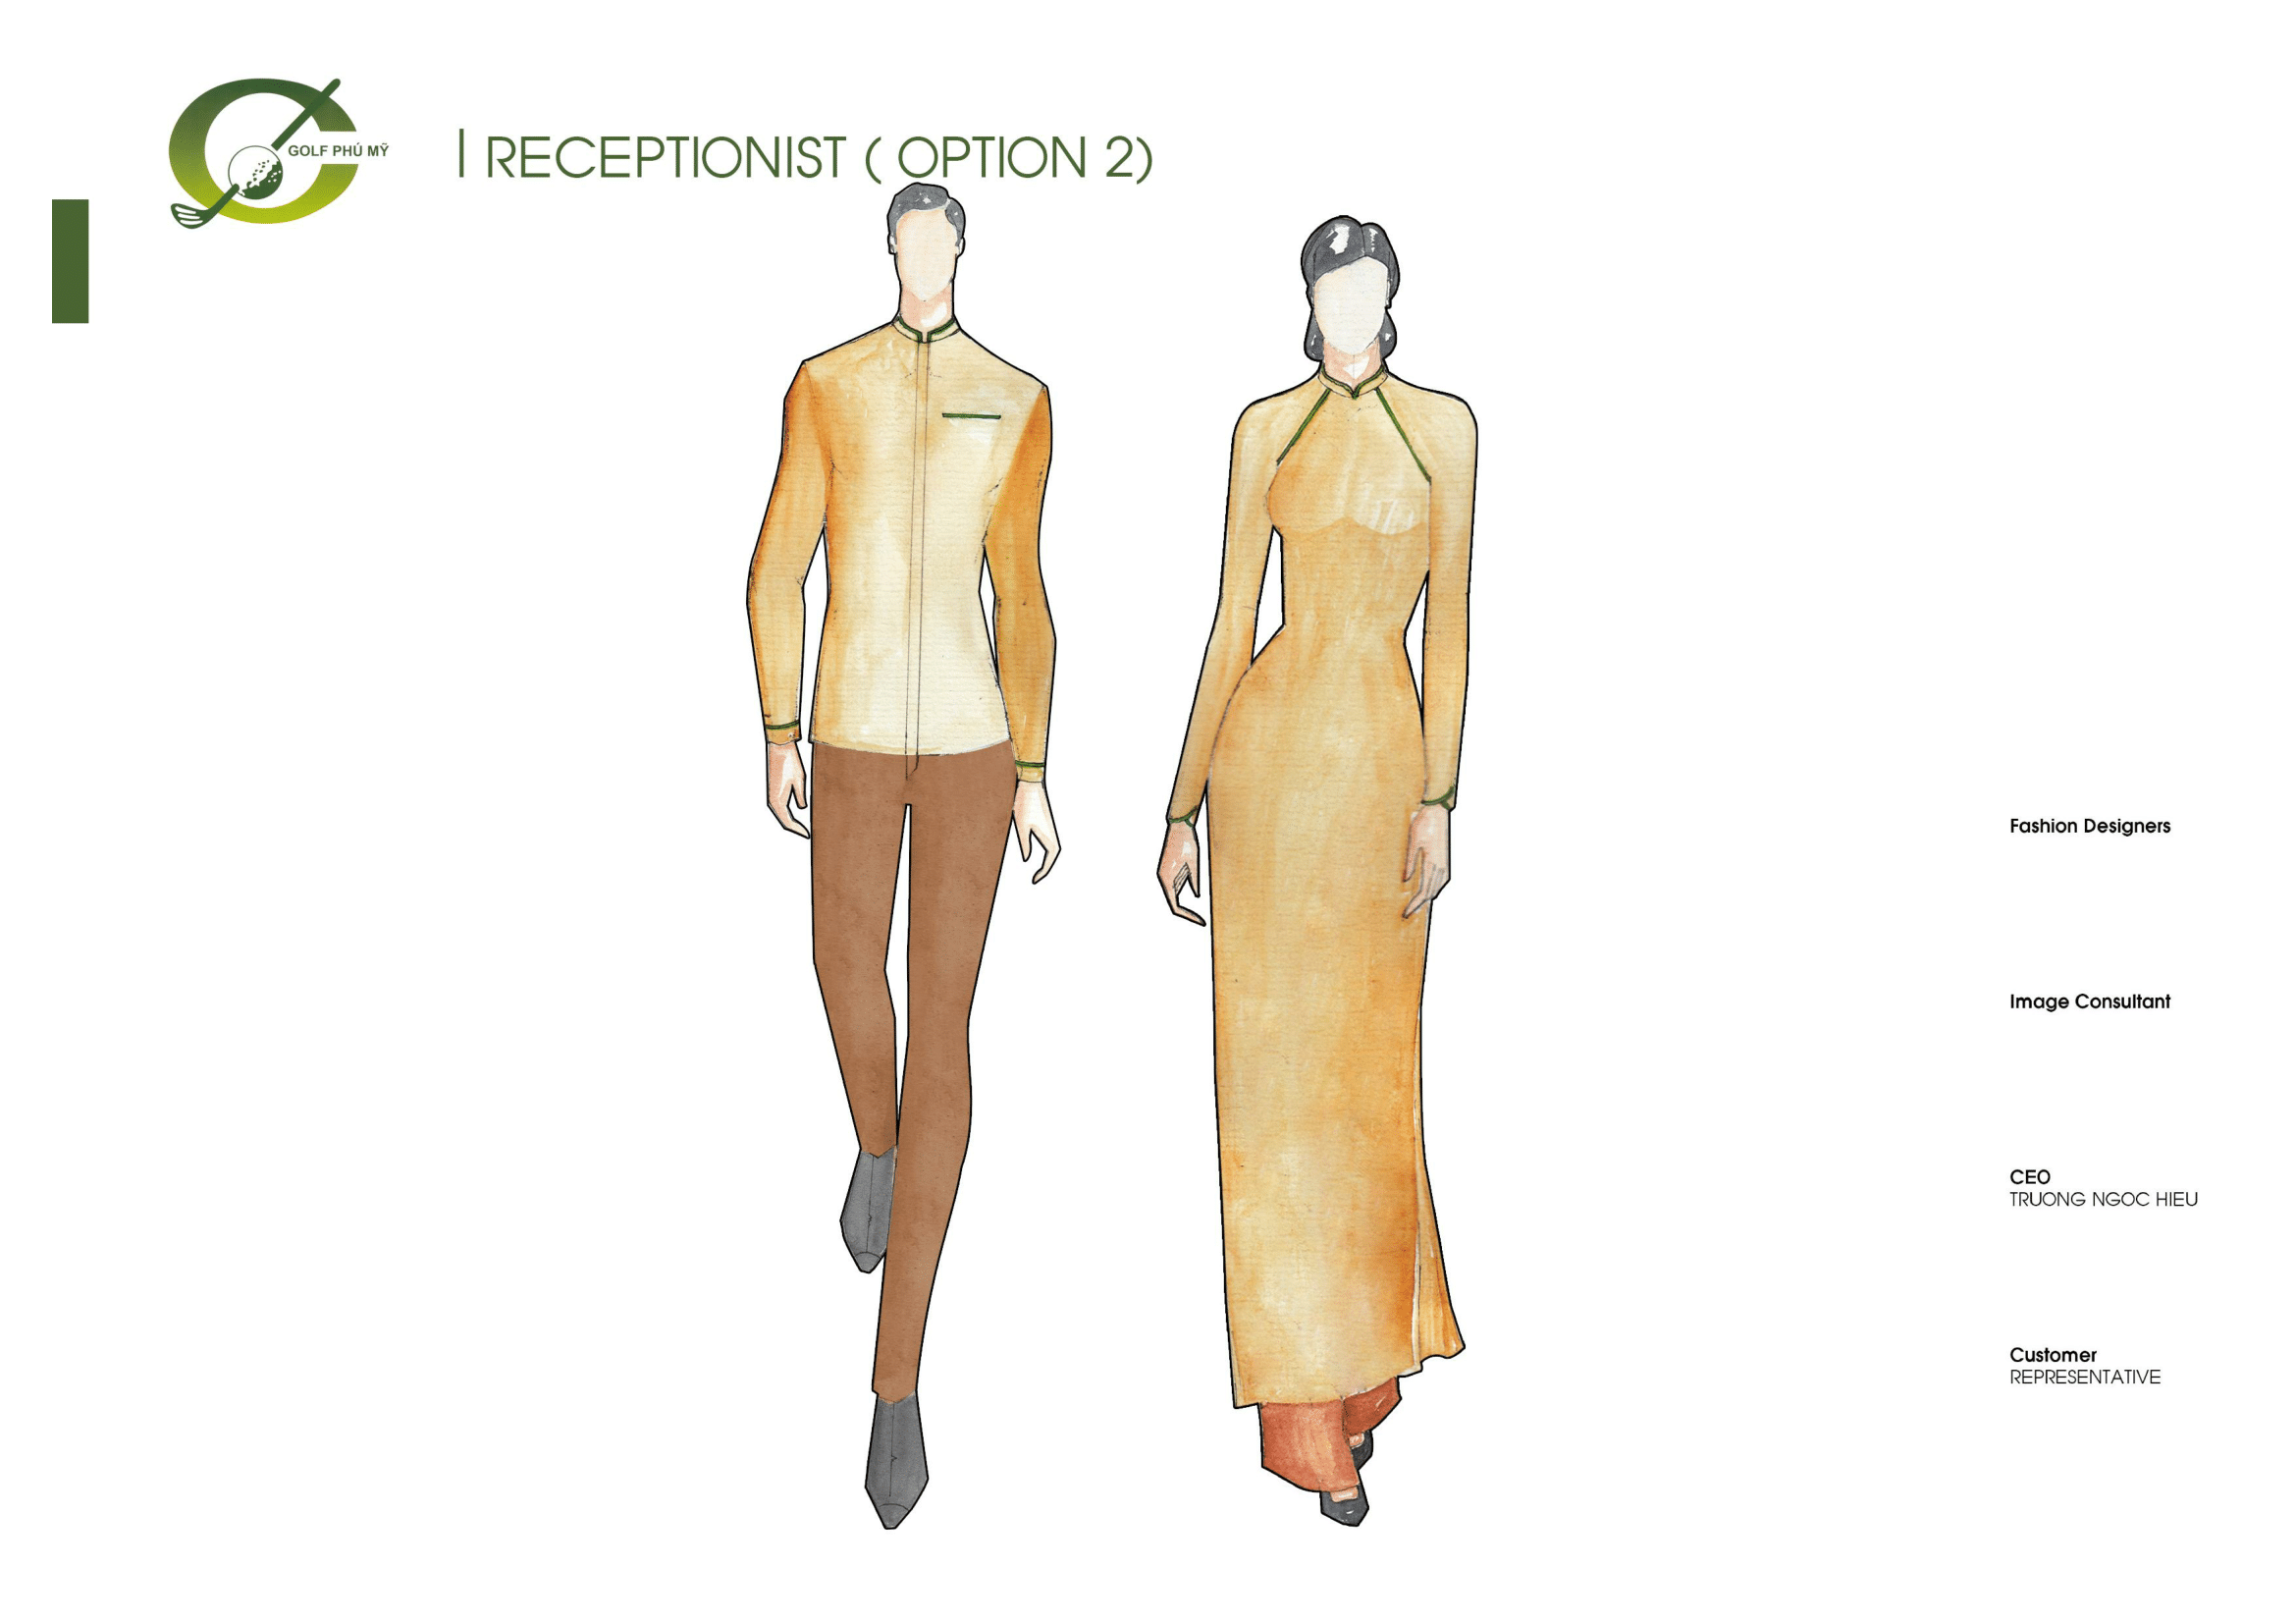 GOLF PHÚ MỸ
| RECEPTIONIST ( OPTION 2)
Fashion Designers
Image Consultant
CEO
TRUONG NGOC HIEU
Customer
REPRESENTATIVE